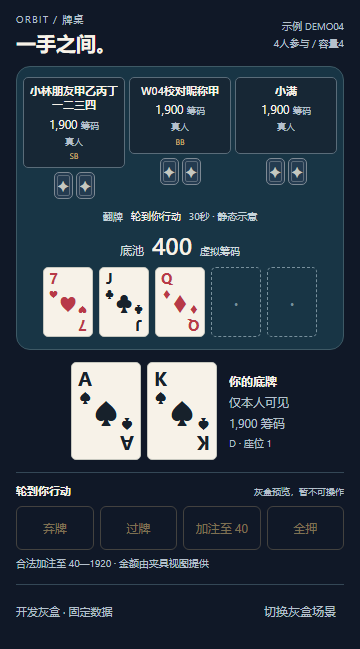 ORBIT / 牌桌
一手之间。
示例 DEMO04
4人参与 / 容量4
小林朋友甲乙丙丁
一二三四
1,900 筹码
真人
SB
W04校对昵称甲
1,900 筹码
真人
BB
小满
1,900 筹码
真人
翻牌 轮到你行动 30秒 · 静态示意
底池 400 虚拟筹码
7
7
J
J
Q
Q
A
A
K
K
你的底牌
仅本人可见
1,900 筹码
D · 座位 1
轮到你行动
灰盒预览，暂不可操作
弃牌
过牌
加注至 40
全押
合法加注至 40—1920 · 金额由夹具视图提供
开发灰盒 · 固定数据
切换灰盒场景